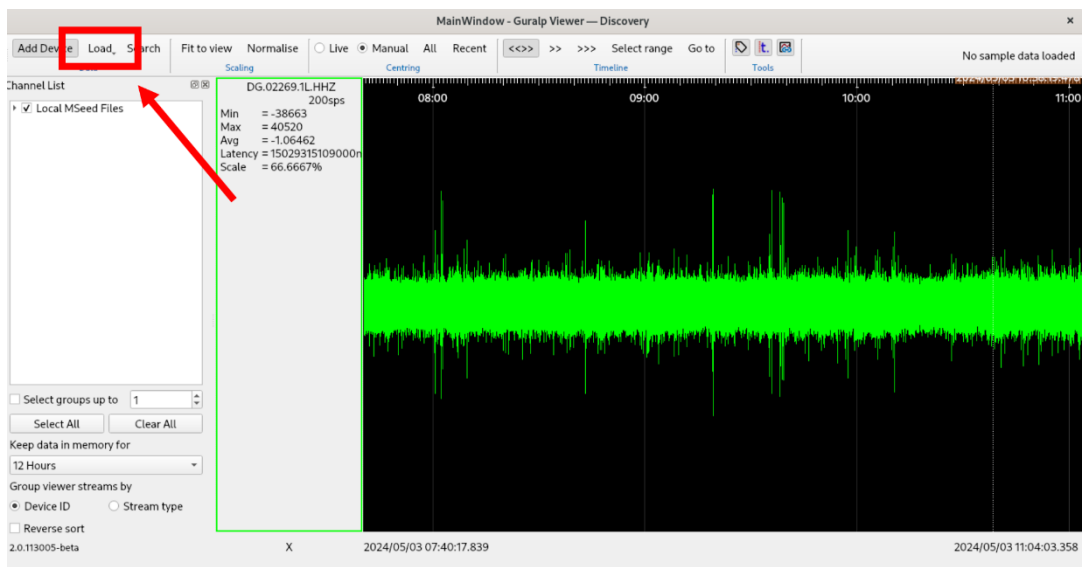 MainWindow - Guralp Viewer — Discovery
Add Device Load Search Fit to view Normalise Live Manual All Recent <<>> >> >>> Select range Go to t.
No sample data loaded
Scaling Centring Timeline Tools
Channel List
Local MSeed Files
DG.02269.1L.HHZ
200sps
Min = -38663
Max = 40520
Avg = -1.06462
Latency = 15029315109000n
Scale = 66.6667%
08:00 09:00 10:00 11:00
Select groups up to 1
Select All Clear All
Keep data in memory for
12 Hours
Group viewer streams by
Device ID Stream type
Reverse sort
2.0.113005-beta X 2024/05/03 07:40:17.839 2024/05/03 11:04:03.358